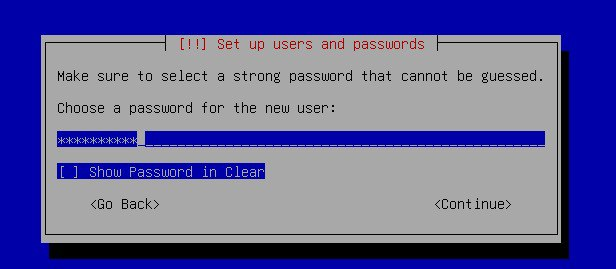 [!!] Set up users and passwords
Make sure to select a strong password that cannot be guessed.
Choose a password for the new user:
**********
[ ] Show Password in Clear
<Go Back> <Continue>